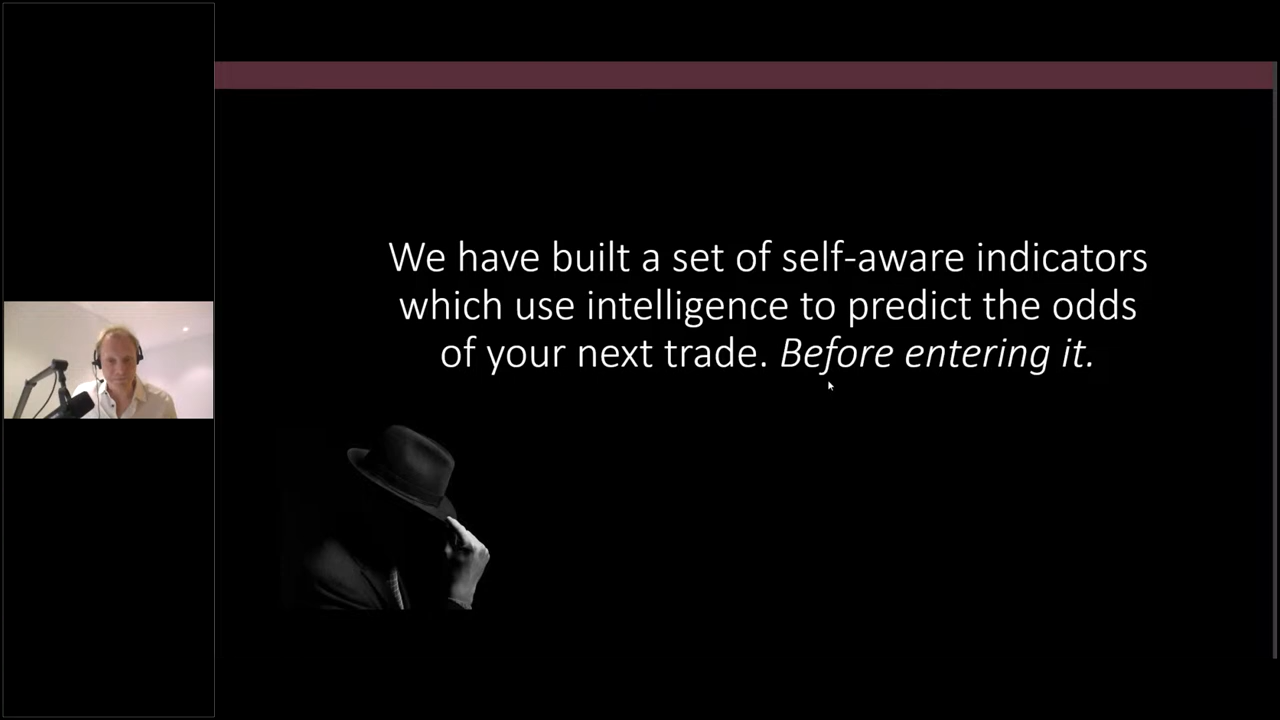 We have built a set of self-aware indicators
which use intelligence to predict the odds
of your next trade. Before entering it.